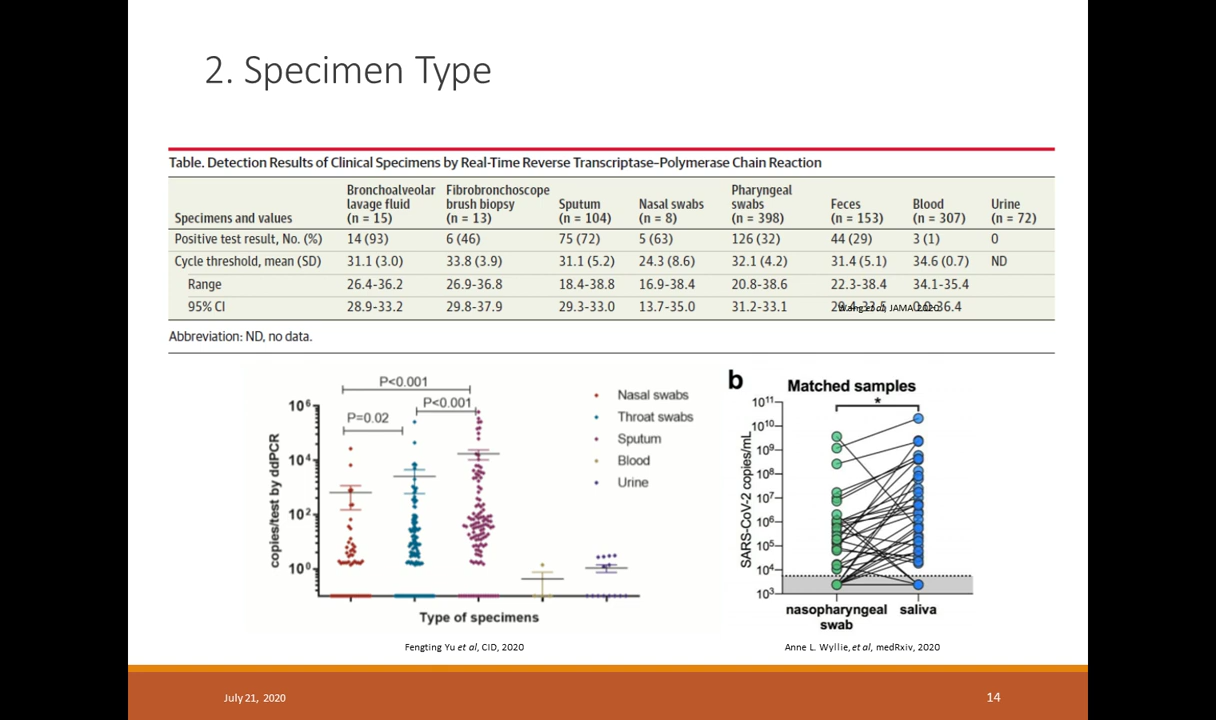 2. Specimen Type
Table. Detection Results of Clinical Specimens by Real-Time Reverse Transcriptase–Polymerase Chain Reaction
Specimens and values Bronchoalveolar lavage fluid (n = 15) Fibrobronchoscope brush biopsy (n = 13) Sputum (n = 104) Nasal swabs (n = 8) Pharyngeal swabs (n = 398) Feces (n = 153) Blood (n = 307) Urine (n = 72)
Positive test result, No. (%) 14 (93) 6 (46) 75 (72) 5 (63) 126 (32) 44 (29) 3 (1) 0
Cycle threshold, mean (SD) 31.1 (3.0) 33.8 (3.9) 31.1 (5.2) 24.3 (8.6) 32.1 (4.2) 31.4 (5.1) 34.6 (0.7) ND
Range 26.4-36.2 26.9-36.8 18.4-38.8 16.9-38.4 20.8-38.6 22.3-38.4 34.1-35.4
95% CI 28.9-33.2 29.8-37.9 29.3-33.0 13.7-35.0 31.2-33.1
JAMA 2020
Abbreviation: ND, no data.
P<0.001
P<0.001
P=0.02
10⁶
10⁴
10²
10⁰
copies/test by ddPCR
Type of specimens
Nasal swabs
Throat swabs
Sputum
Blood
Urine
Fengting Yu et al, CID, 2020
b
Matched samples
*
10¹¹
10¹⁰
10⁹
10⁸
10⁷
10⁶
10⁵
10⁴
10³
SARS-CoV-2 copies/mL
nasopharyngeal saliva
swab
Anne L. Wyllie, et al, medRxiv, 2020
July 21, 2020
14